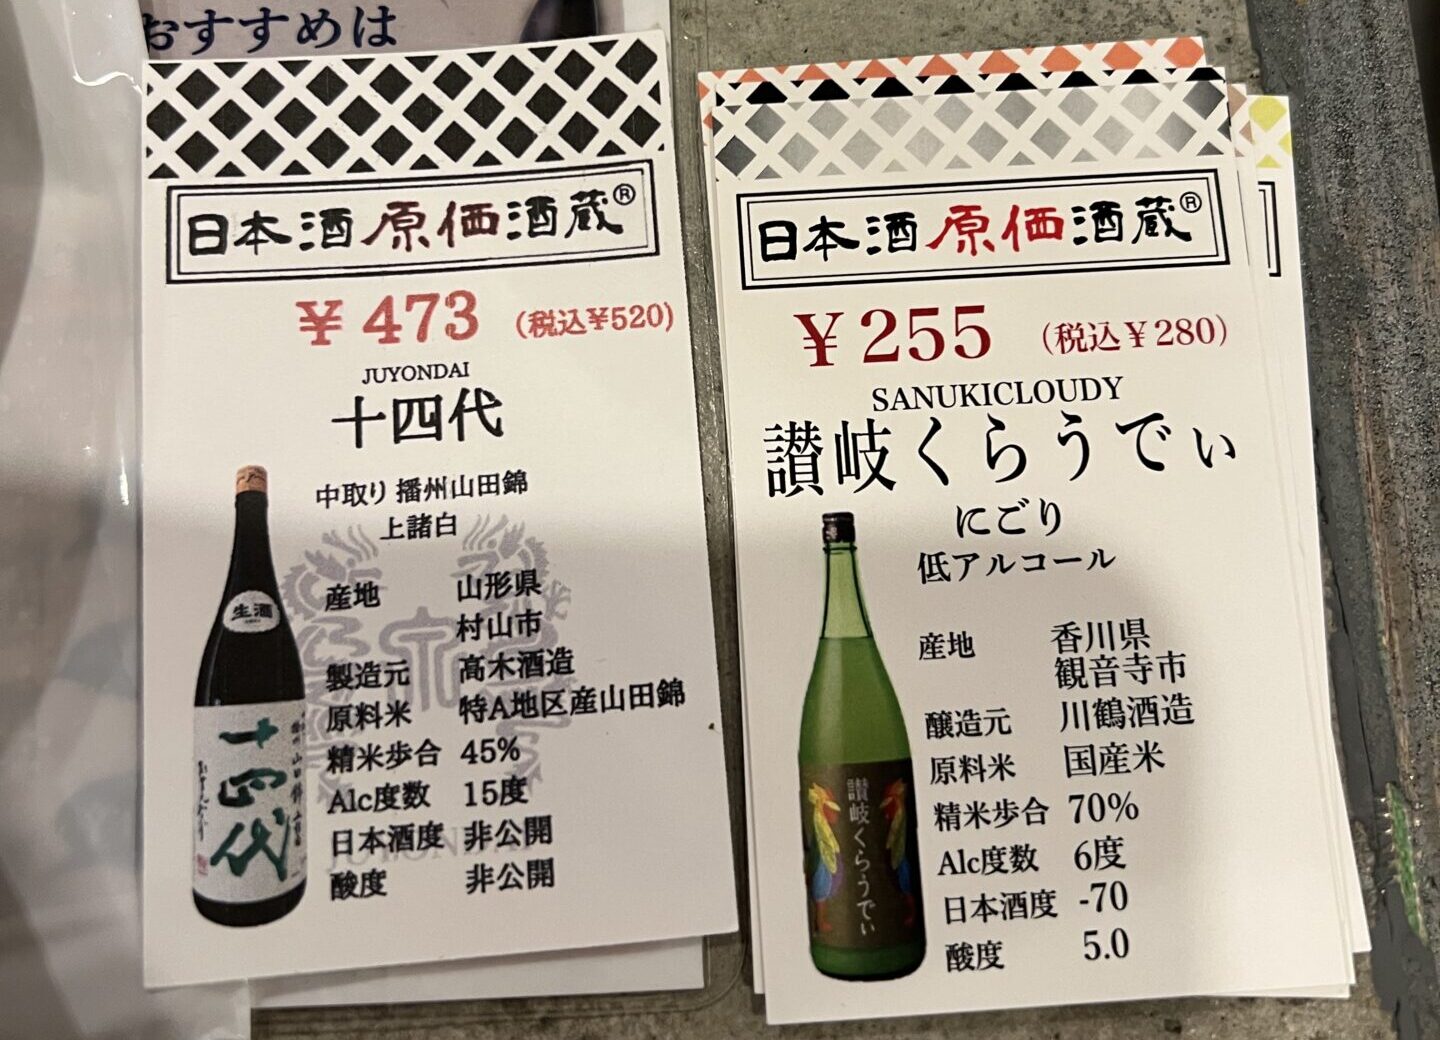 おすすめは
日本酒原価酒蔵®
¥473 (税込¥520)
JUYONDAI
十四代
中取り 播州山田錦
上諸白
産地 山形県
村山市
製造元 高木酒造
原料米 特A地区産山田錦
精米歩合 45%
Alc度数 15度
日本酒度 非公開
酸度 非公開
JUYONDAI
生酒
十四代
日本酒原価酒蔵®
¥255 (税込¥280)
SANUKICLOUDY
讃岐くらうでぃ
にごり
低アルコール
産地 香川県
観音寺市
醸造元 川鶴酒造
原料米 国産米
精米歩合 70%
Alc度数 6度
日本酒度 -70
酸度 5.0
讃岐くらうでぃ